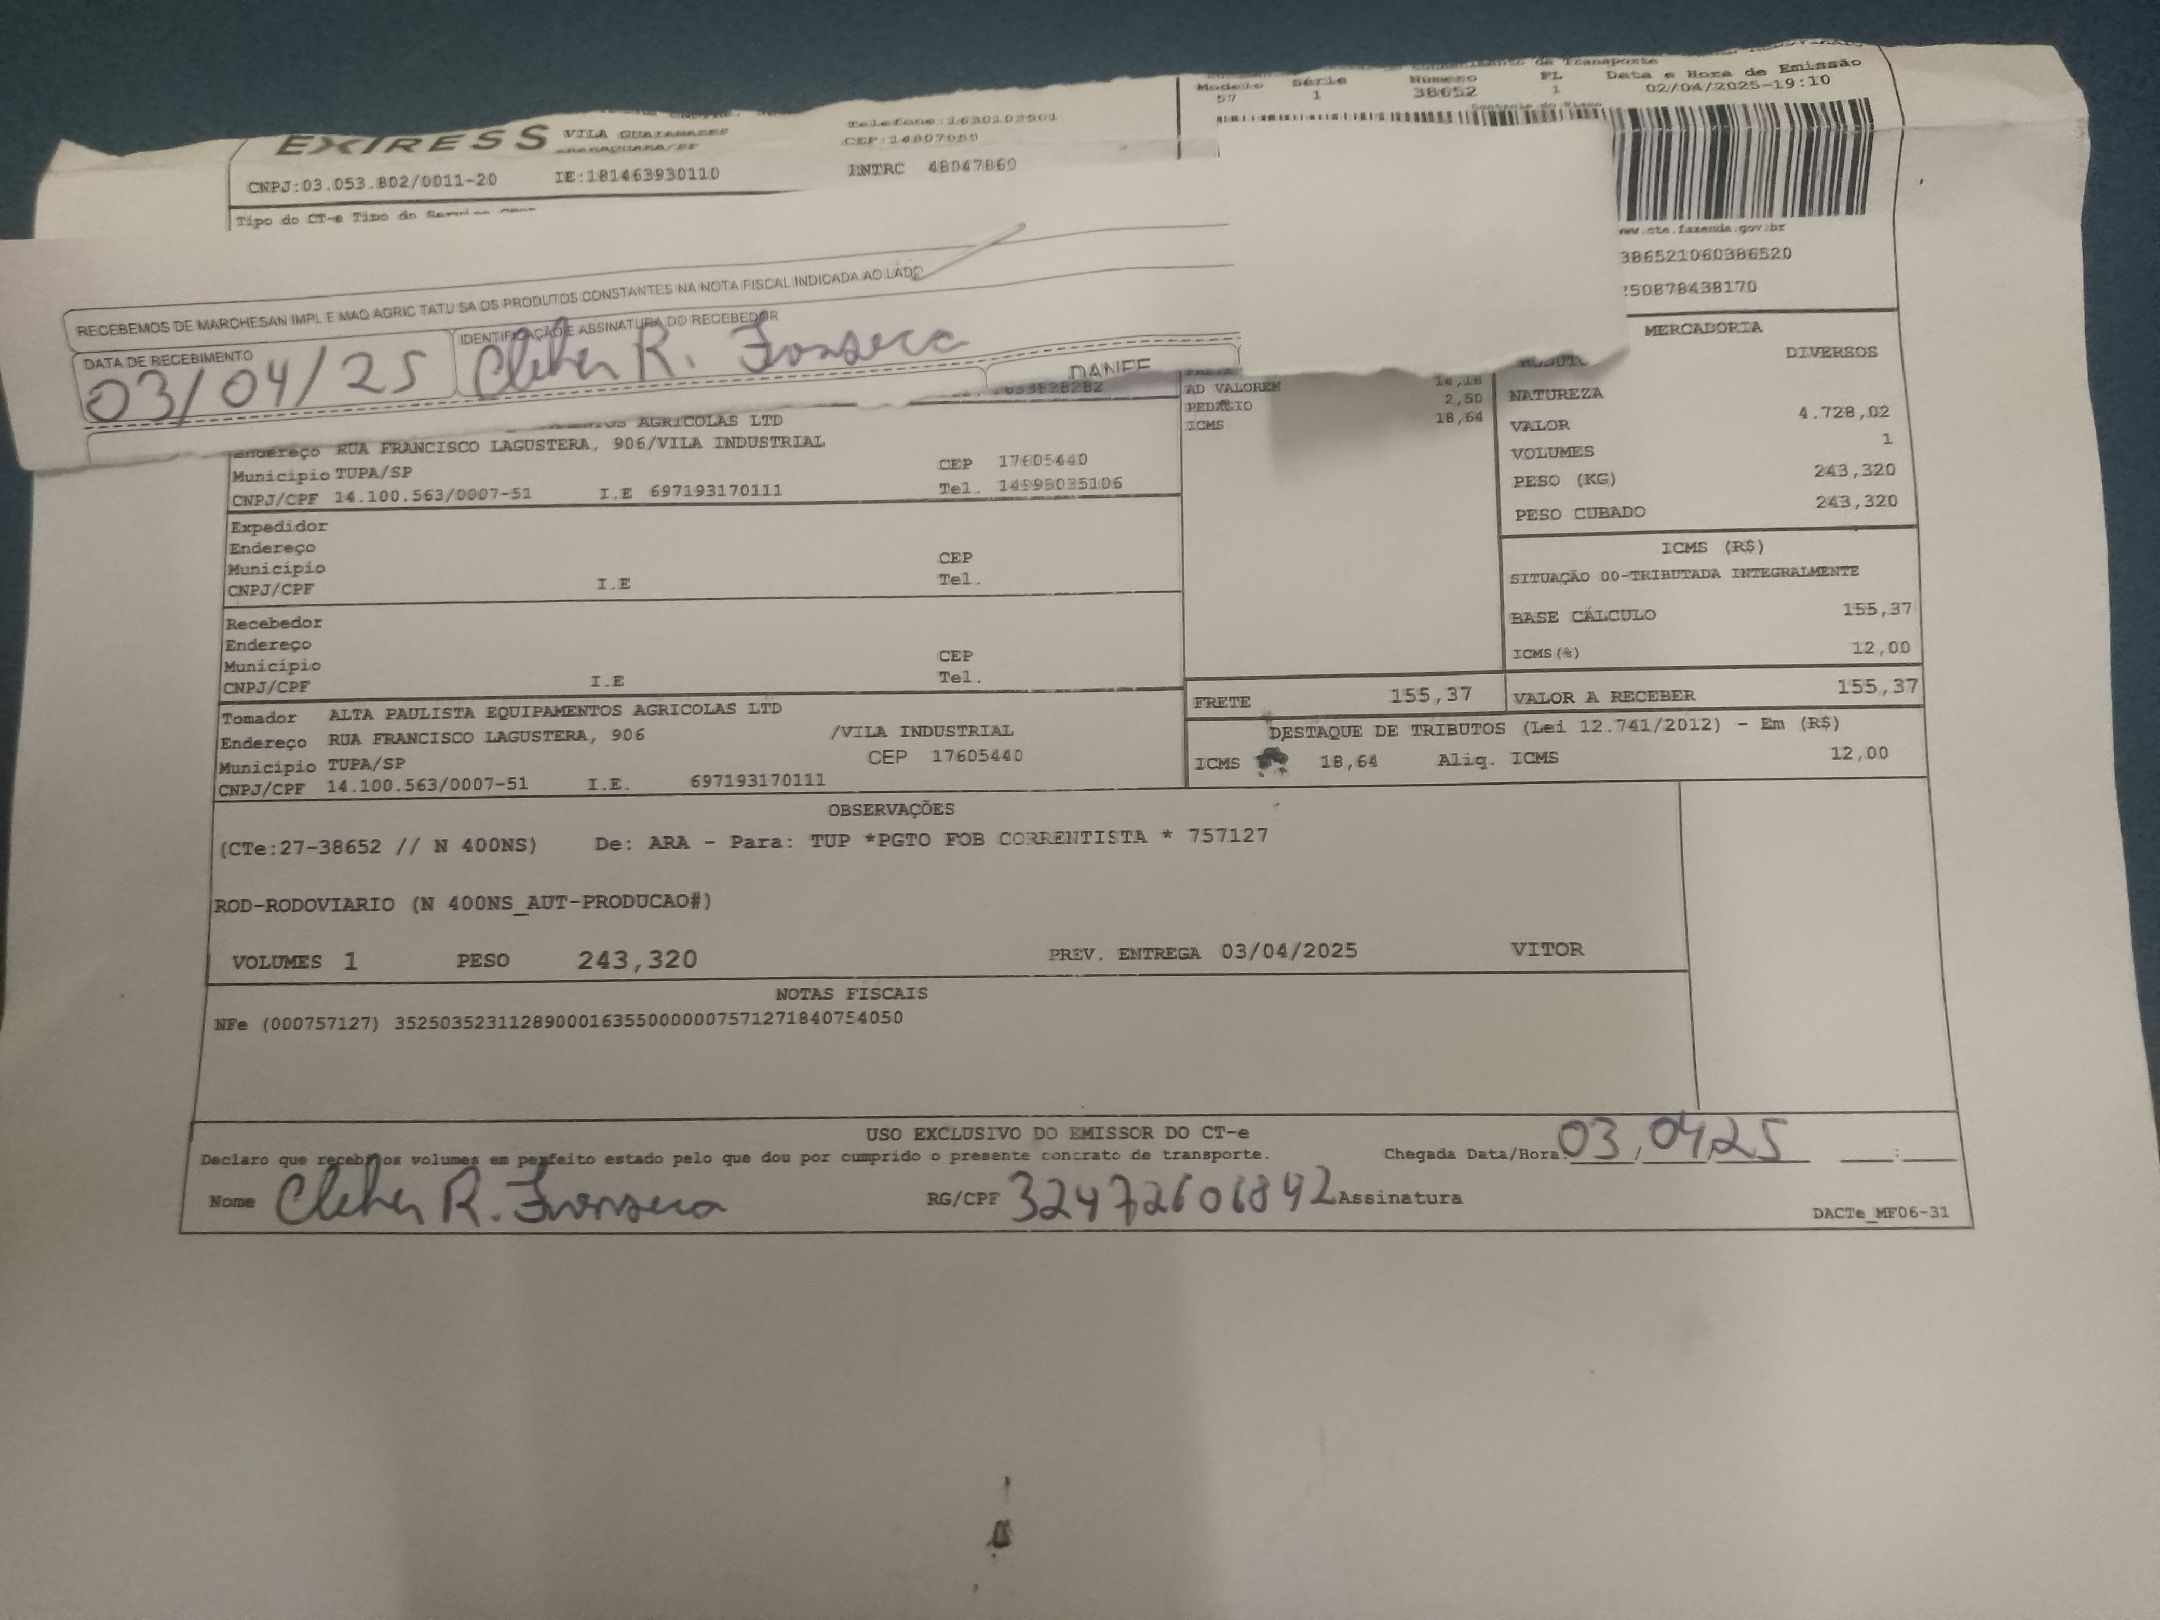 Modelo Série Número FL Data e Hora de Emissão
57 1 38652 1 02/04/2025-19:10
EXPRESS VILA GUAIANAZES
ARARAQUARA/SP
CEP:14807050
CNPJ:03.053.802/0011-20 IE:181463930110 RNTRC 48047860
Tipo do CT-e Tipo do
www.cte.fazenda.gov.br
386521060386520
250878438170
RECEBEMOS DE MARCHESAN IMPL E MAQ AGRIC TATU SA OS PRODUTOS CONSTANTES NA NOTA FISCAL INDICADA AO LADO
DATA DE RECEBIMENTO
03/04/25
IDENTIFICAÇÃO E ASSINATURA DO RECEBEDOR
Cleber R. Fonseca
DANFE
AGRICOLAS LTD
Endereço RUA FRANCISCO LAGUSTERA, 906/VILA INDUSTRIAL
Município TUPA/SP CEP 17605440
CNPJ/CPF 14.100.563/0007-51 I.E 697193170111 Tel. 14998035106
Expedidor
Endereço
Município CEP
CNPJ/CPF I.E Tel.
Recebedor
Endereço
Município CEP
CNPJ/CPF I.E Tel.
Tomador ALTA PAULISTA EQUIPAMENTOS AGRICOLAS LTD
Endereço RUA FRANCISCO LAGUSTERA, 906 /VILA INDUSTRIAL
Município TUPA/SP CEP 17605440
CNPJ/CPF 14.100.563/0007-51 I.E. 697193170111
AD VALOREM 14,18
PEDÁGIO 2,50
ICMS 18,64
MERCADORIA
DIVERSOS
NATUREZA
VALOR 4.728,02
VOLUMES 1
PESO (KG) 243,320
PESO CUBADO 243,320
ICMS (R$)
SITUAÇÃO 00-TRIBUTADA INTEGRALMENTE
BASE CÁLCULO 155,37
ICMS(%) 12,00
FRETE 155,37 VALOR A RECEBER 155,37
DESTAQUE DE TRIBUTOS (Lei 12.741/2012) - Em (R$)
ICMS 18,64 Aliq. ICMS 12,00
OBSERVAÇÕES
(CTe:27-38652 // N 400NS) De: ARA - Para: TUP *PGTO FOB CORRENTISTA * 757127
ROD-RODOVIARIO (N 400NS_AUT-PRODUCAO#)
VOLUMES 1 PESO 243,320 PREV. ENTREGA 03/04/2025 VITOR
NOTAS FISCAIS
NFe (000757127) 35250352311289000163550000007571271840754050
USO EXCLUSIVO DO EMISSOR DO CT-e
Declaro que recebi os volumes em perfeito estado pelo que dou por cumprido o presente contrato de transporte. Chegada Data/Hora: 03,04,25
Nome Cleber R. Fonseca RG/CPF 32472606842 Assinatura
DACTe_MF06-31